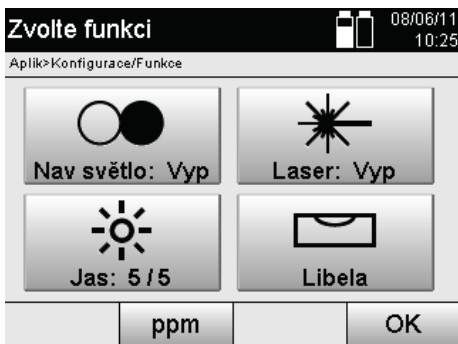 Zvolte funkci
08/06/11
10:25
Aplik>Konfigurace/Funkce
Nav světlo: Vyp
Laser: Vyp
Jas: 5/5
Libela
ppm
OK